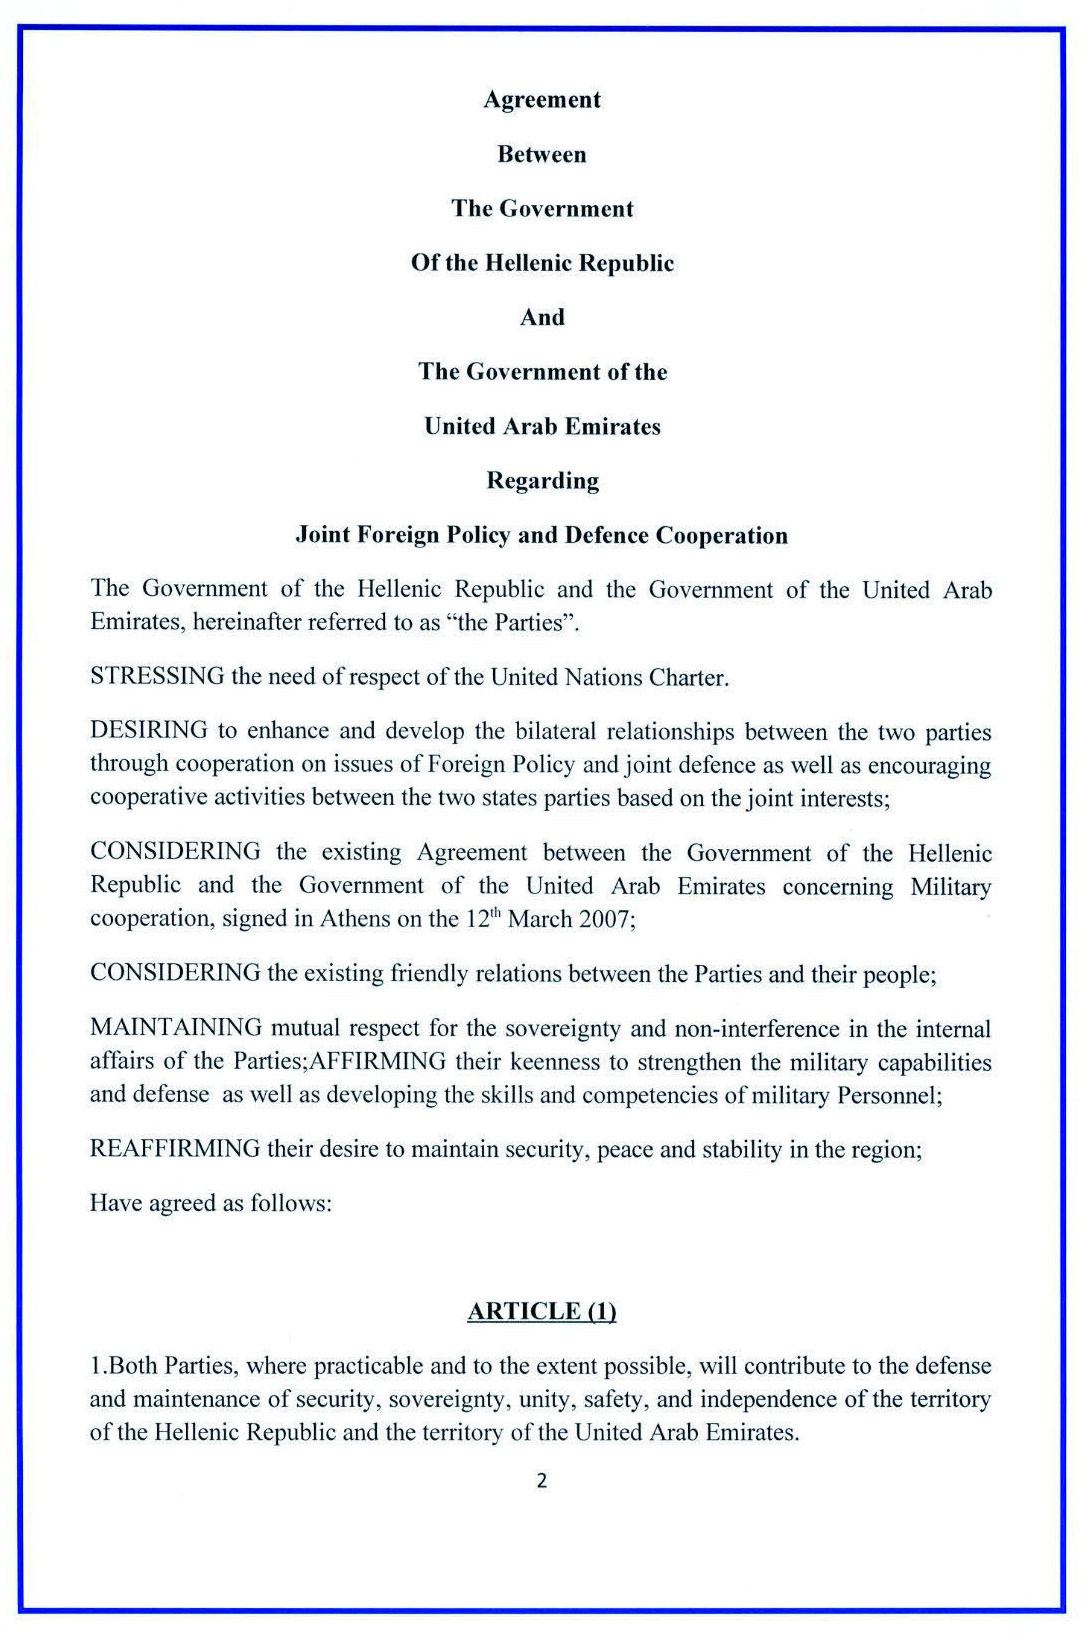 Agreement
Between
The Government
Of the Hellenic Republic
And
The Government of the
United Arab Emirates
Regarding
Joint Foreign Policy and Defence Cooperation
The Government of the Hellenic Republic and the Government of the United Arab
Emirates, hereinafter referred to as “the Parties”.
STRESSING the need of respect of the United Nations Charter.
DESIRING to enhance and develop the bilateral relationships between the two parties
through cooperation on issues of Foreign Policy and joint defence as well as encouraging
cooperative activities between the two states parties based on the joint interests;
CONSIDERING the existing Agreement between the Government of the Hellenic
Republic and the Government of the United Arab Emirates concerning Military
cooperation, signed in Athens on the 12th March 2007;
CONSIDERING the existing friendly relations between the Parties and their people;
MAINTAINING mutual respect for the sovereignty and non-interference in the internal
affairs of the Parties;AFFIRMING their keenness to strengthen the military capabilities
and defense as well as developing the skills and competencies of military Personnel;
REAFFIRMING their desire to maintain security, peace and stability in the region;
Have agreed as follows:
ARTICLE (1)
1.Both Parties, where practicable and to the extent possible, will contribute to the defense
and maintenance of security, sovereignty, unity, safety, and independence of the territory
of the Hellenic Republic and the territory of the United Arab Emirates.
2